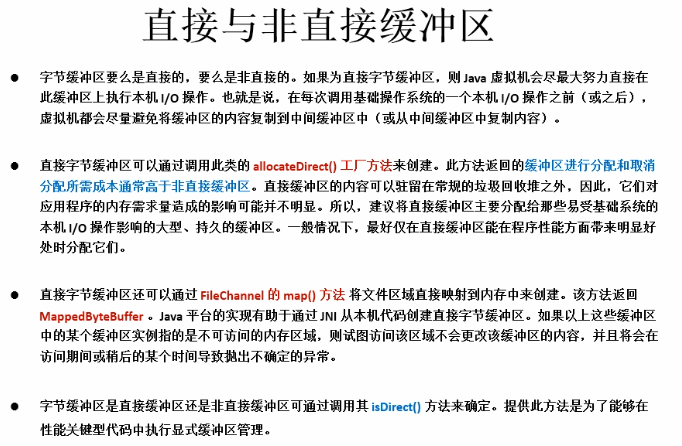 直接与非直接缓冲区
● 字节缓冲区要么是直接的，要么是非直接的。如果为直接字节缓冲区，则 Java 虚拟机会尽最大努力直接在
此缓冲区上执行本机 I/O 操作。也就是说，在每次调用基础操作系统的一个本机 I/O 操作之前（或之后），
虚拟机都会尽量避免将缓冲区的内容复制到中间缓冲区中（或从中间缓冲区中复制内容）。
● 直接字节缓冲区可以通过调用此类的 allocateDirect() 工厂方法来创建。此方法返回的缓冲区进行分配和取消
分配所需成本通常高于非直接缓冲区。直接缓冲区的内容可以驻留在常规的垃圾回收堆之外，因此，它们对
应用程序的内存需求量造成的影响可能并不明显。所以，建议将直接缓冲区主要分配给那些易受基础系统的
本机 I/O 操作影响的大型、持久的缓冲区。一般情况下，最好仅在直接缓冲区能在程序性能方面带来明显好
处时分配它们。
● 直接字节缓冲区还可以通过 FileChannel 的 map() 方法 将文件区域直接映射到内存中来创建。该方法返回
MappedByteBuffer 。Java 平台的实现有助于通过 JNI 从本机代码创建直接字节缓冲区。如果以上这些缓冲区
中的某个缓冲区实例指的是不可访问的内存区域，则试图访问该区域不会更改该缓冲区的内容，并且将会在
访问期间或稍后的某个时间导致抛出不确定的异常。
● 字节缓冲区是直接缓冲区还是非直接缓冲区可通过调用其 isDirect() 方法来确定。提供此方法是为了能够在
性能关键型代码中执行显式缓冲区管理。